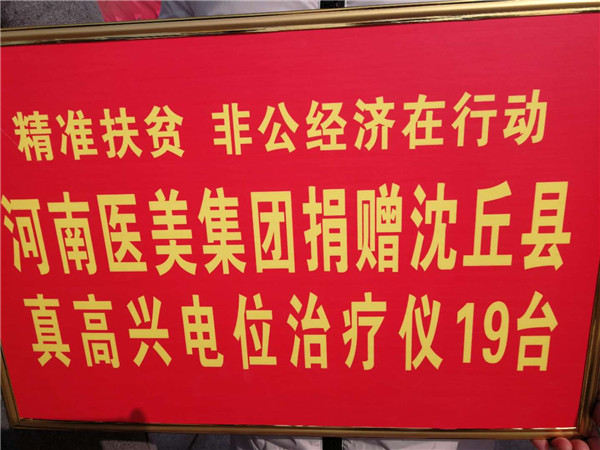 精准扶贫 非公经济在行动
河南医美集团捐赠沈丘县
真高兴电位治疗仪19台